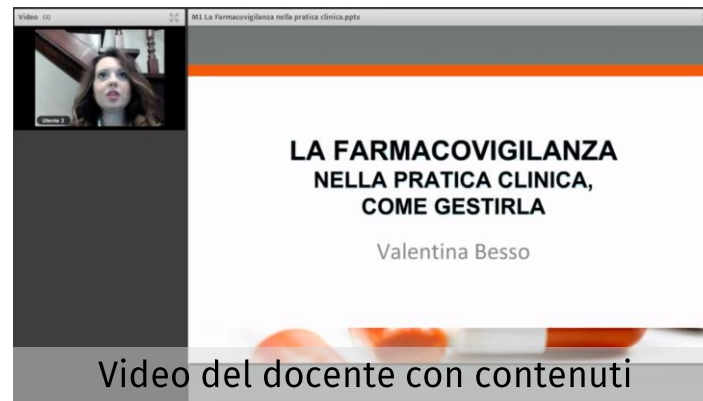 Video (1)
M1 La Farmacovigilanza nella pratica clinica.pptx
Utente 2
LA FARMACOVIGILANZA
NELLA PRATICA CLINICA,
COME GESTIRLA
Valentina Besso
Video del docente con contenuti